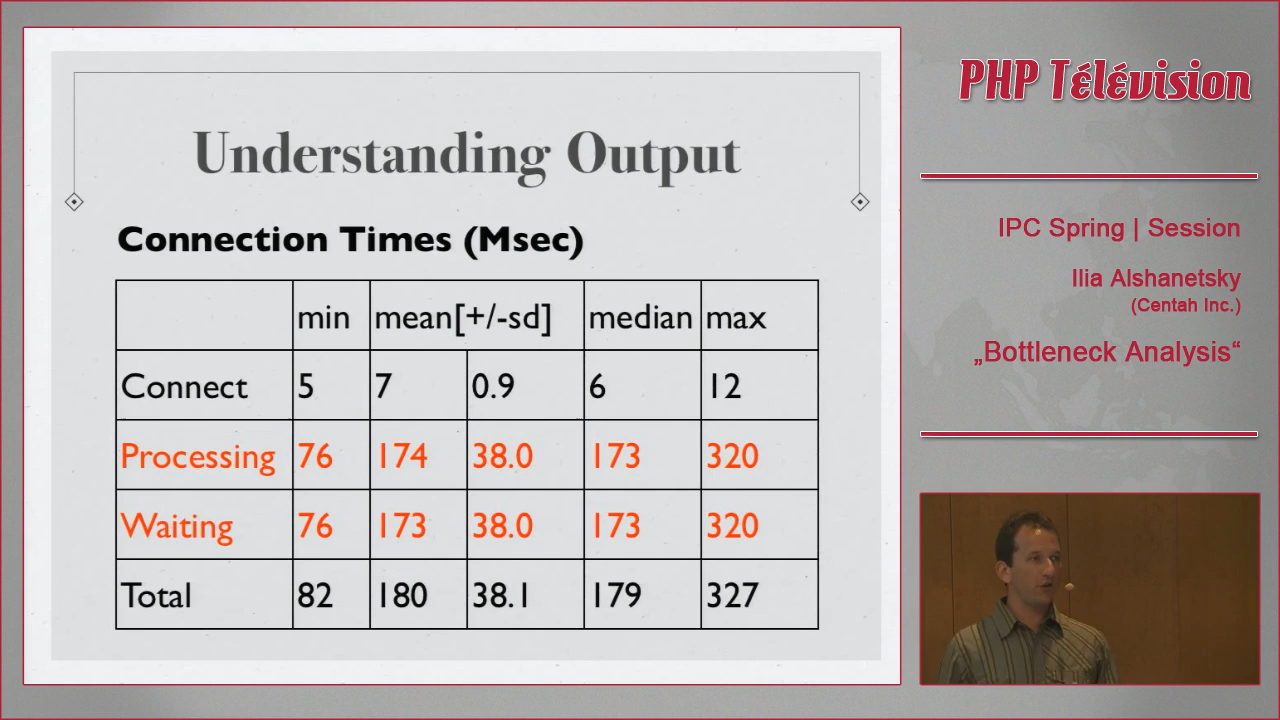 Understanding Output
Connection Times (Msec)
min mean[+/-sd] median max
Connect 5 7 0.9 6 12
Processing 76 174 38.0 173 320
Waiting 76 173 38.0 173 320
Total 82 180 38.1 179 327
PHP Télévision
IPC Spring | Session
Ilia Alshanetsky
(Centah Inc.)
„Bottleneck Analysis“